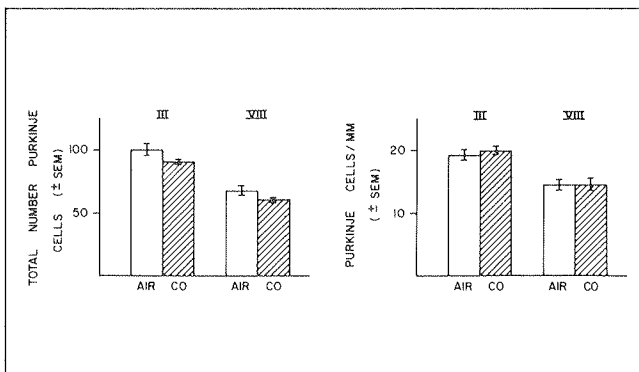 TOTAL NUMBER PURKINJE
CELLS (± SEM)
III VIII
100
50
AIR CO AIR CO
PURKINJE CELLS/MM
(± SEM)
III VIII
20
10
AIR CO AIR CO